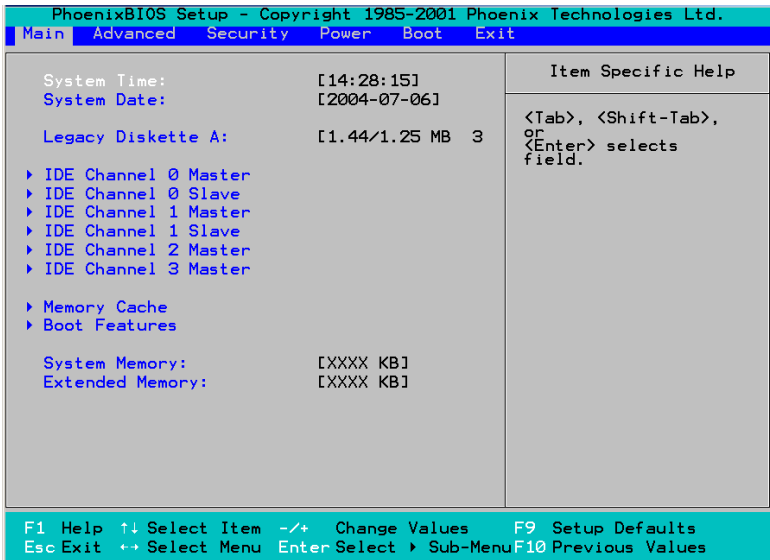 PhoenixBIOS Setup - Copyright 1985-2001 Phoenix Technologies Ltd.
Main Advanced Security Power Boot Exit
System Time: [14:28:15]
System Date: [2004-07-06]
Legacy Diskette A: [1.44/1.25 MB 3
IDE Channel 0 Master
IDE Channel 0 Slave
IDE Channel 1 Master
IDE Channel 1 Slave
IDE Channel 2 Master
IDE Channel 3 Master
Memory Cache
Boot Features
System Memory: [XXXX KB]
Extended Memory: [XXXX KB]
Item Specific Help
<Tab>, <Shift-Tab>,
or
<Enter> selects
field.
F1 Help ↑↓ Select Item -/+ Change Values F9 Setup Defaults
Esc Exit ↔ Select Menu Enter Select ▸ Sub-Menu F10 Previous Values